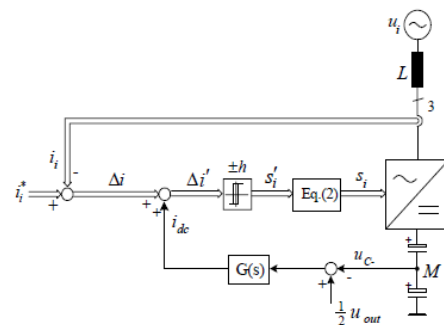 u_i
L
3
i_i
-
±h
i_i^*
+
Δi
+
+
Δi'
s_i'
Eq.(2)
s_i
i_dc
G(s)
u_C-
-
+
M
+
+
½ u_out